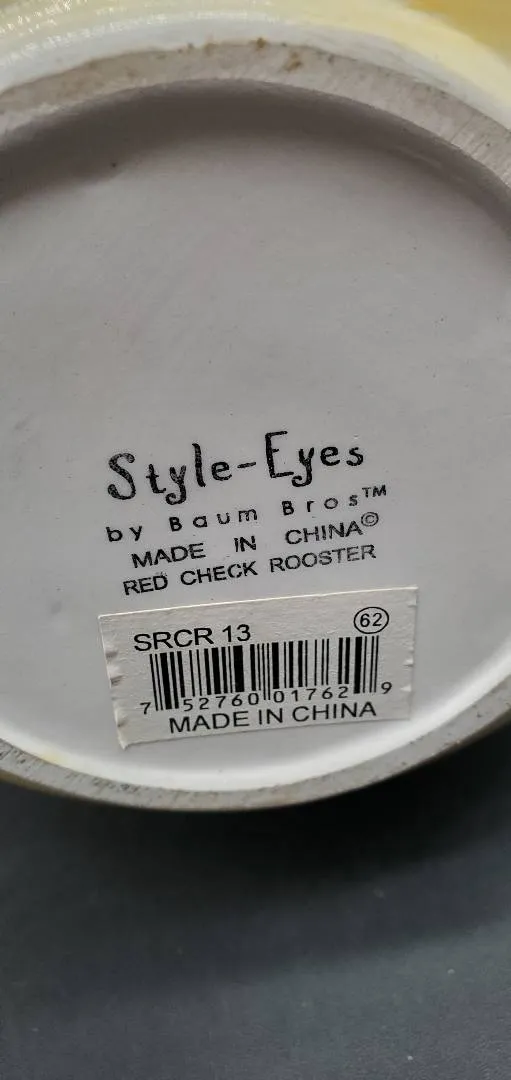 Style-Eyes
by Baum Bros™
MADE IN CHINA©
RED CHECK ROOSTER
SRCR 13 62
7 52760 01762 9
MADE IN CHINA